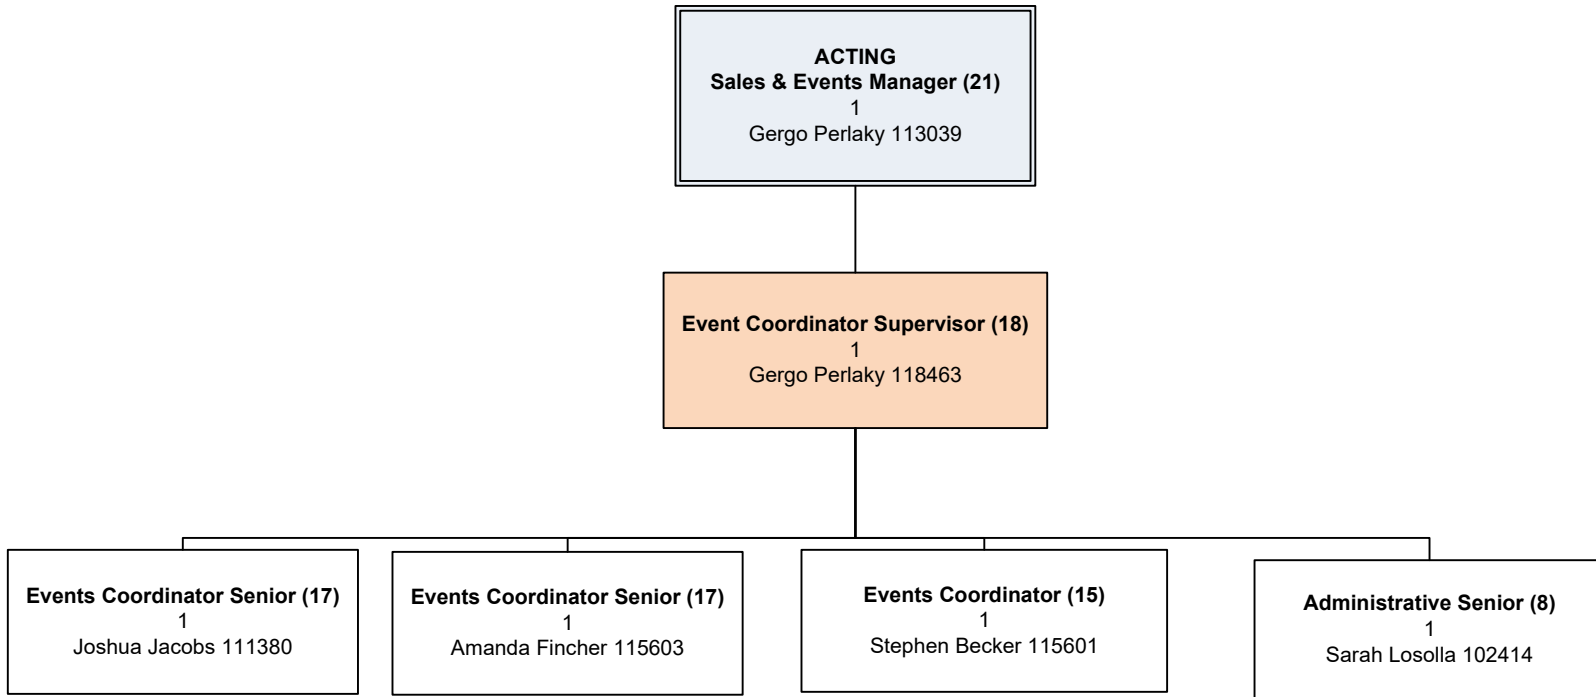 ACTING
Sales & Events Manager (21)
1
Gergo Perlaky 113039
Event Coordinator Supervisor (18)
1
Gergo Perlaky 118463
Events Coordinator Senior (17)
1
Joshua Jacobs 111380
Events Coordinator Senior (17)
1
Amanda Fincher 115603
Events Coordinator (15)
1
Stephen Becker 115601
Administrative Senior (8)
1
Sarah Losolla 102414